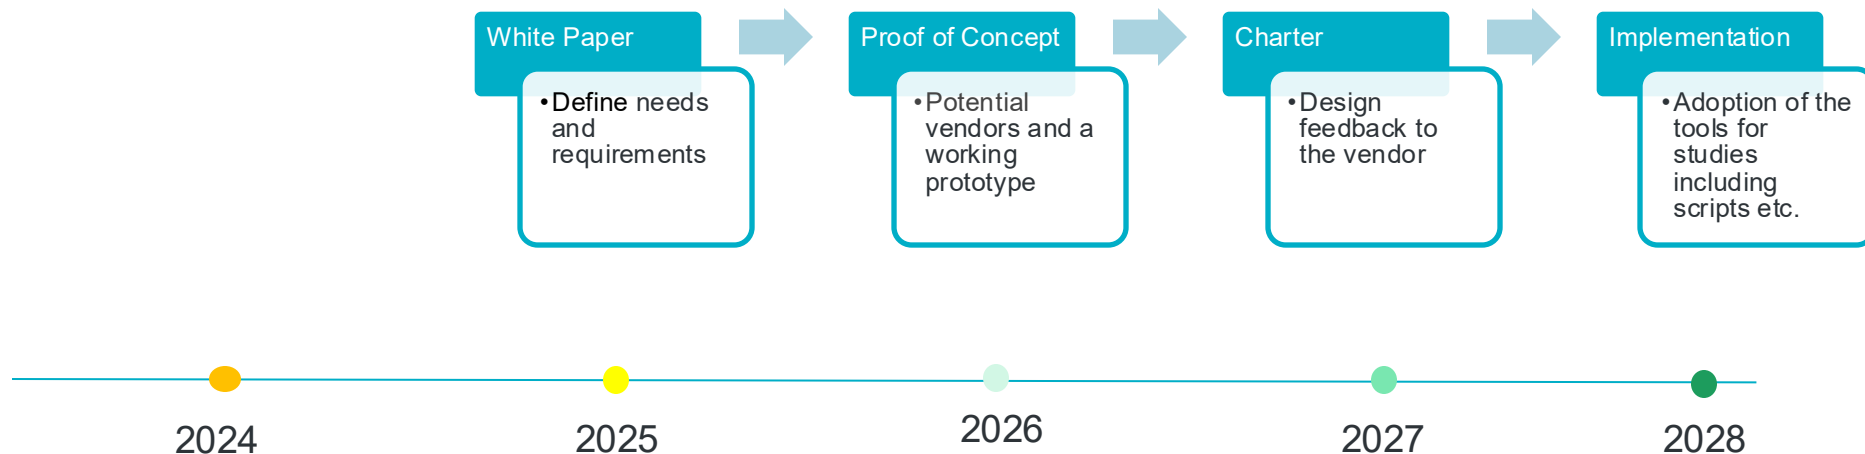 White Paper
•Define needs
and
requirements
Proof of Concept
•Potential
vendors and a
working
prototype
Charter
•Design
feedback to
the vendor
Implementation
•Adoption of the
tools for
studies
including
scripts etc.
2024
2025
2026
2027
2028